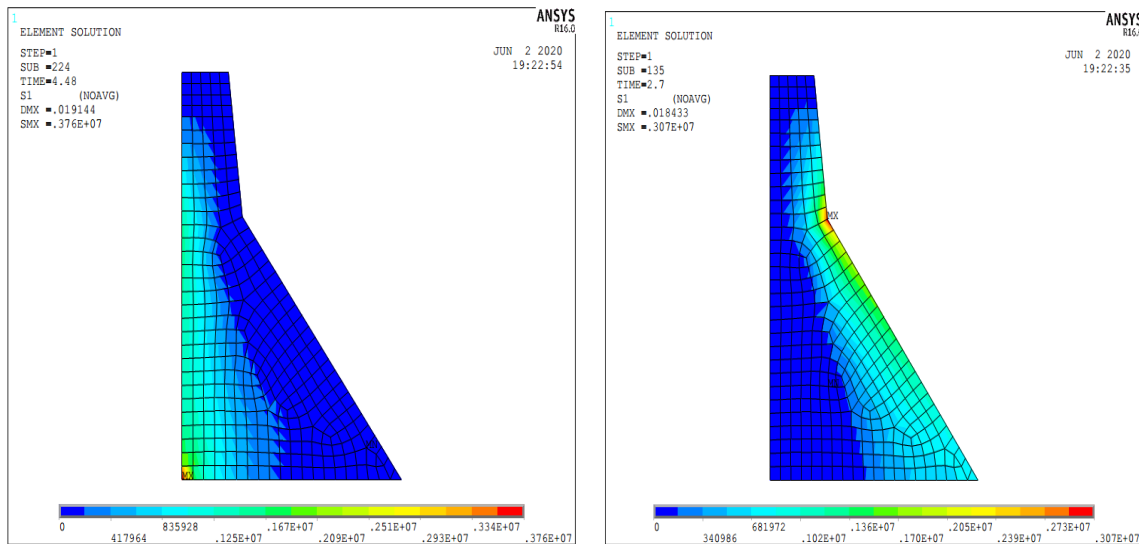 1
ANSYS
R16.0
ELEMENT SOLUTION
STEP=1
SUB =224
TIME=4.48
S1 (NOAVG)
DMX =.019144
SMX =.376E+07
JUN 2 2020
19:22:54
MX
MN
0
417964
835928
.125E+07
.167E+07
.209E+07
.251E+07
.293E+07
.334E+07
.376E+07
1
ANSYS
R16.0
ELEMENT SOLUTION
STEP=1
SUB =135
TIME=2.7
S1 (NOAVG)
DMX =.018433
SMX =.307E+07
JUN 2 2020
19:22:35
MX
MN
0
340986
681972
.102E+07
.136E+07
.170E+07
.205E+07
.239E+07
.273E+07
.307E+07